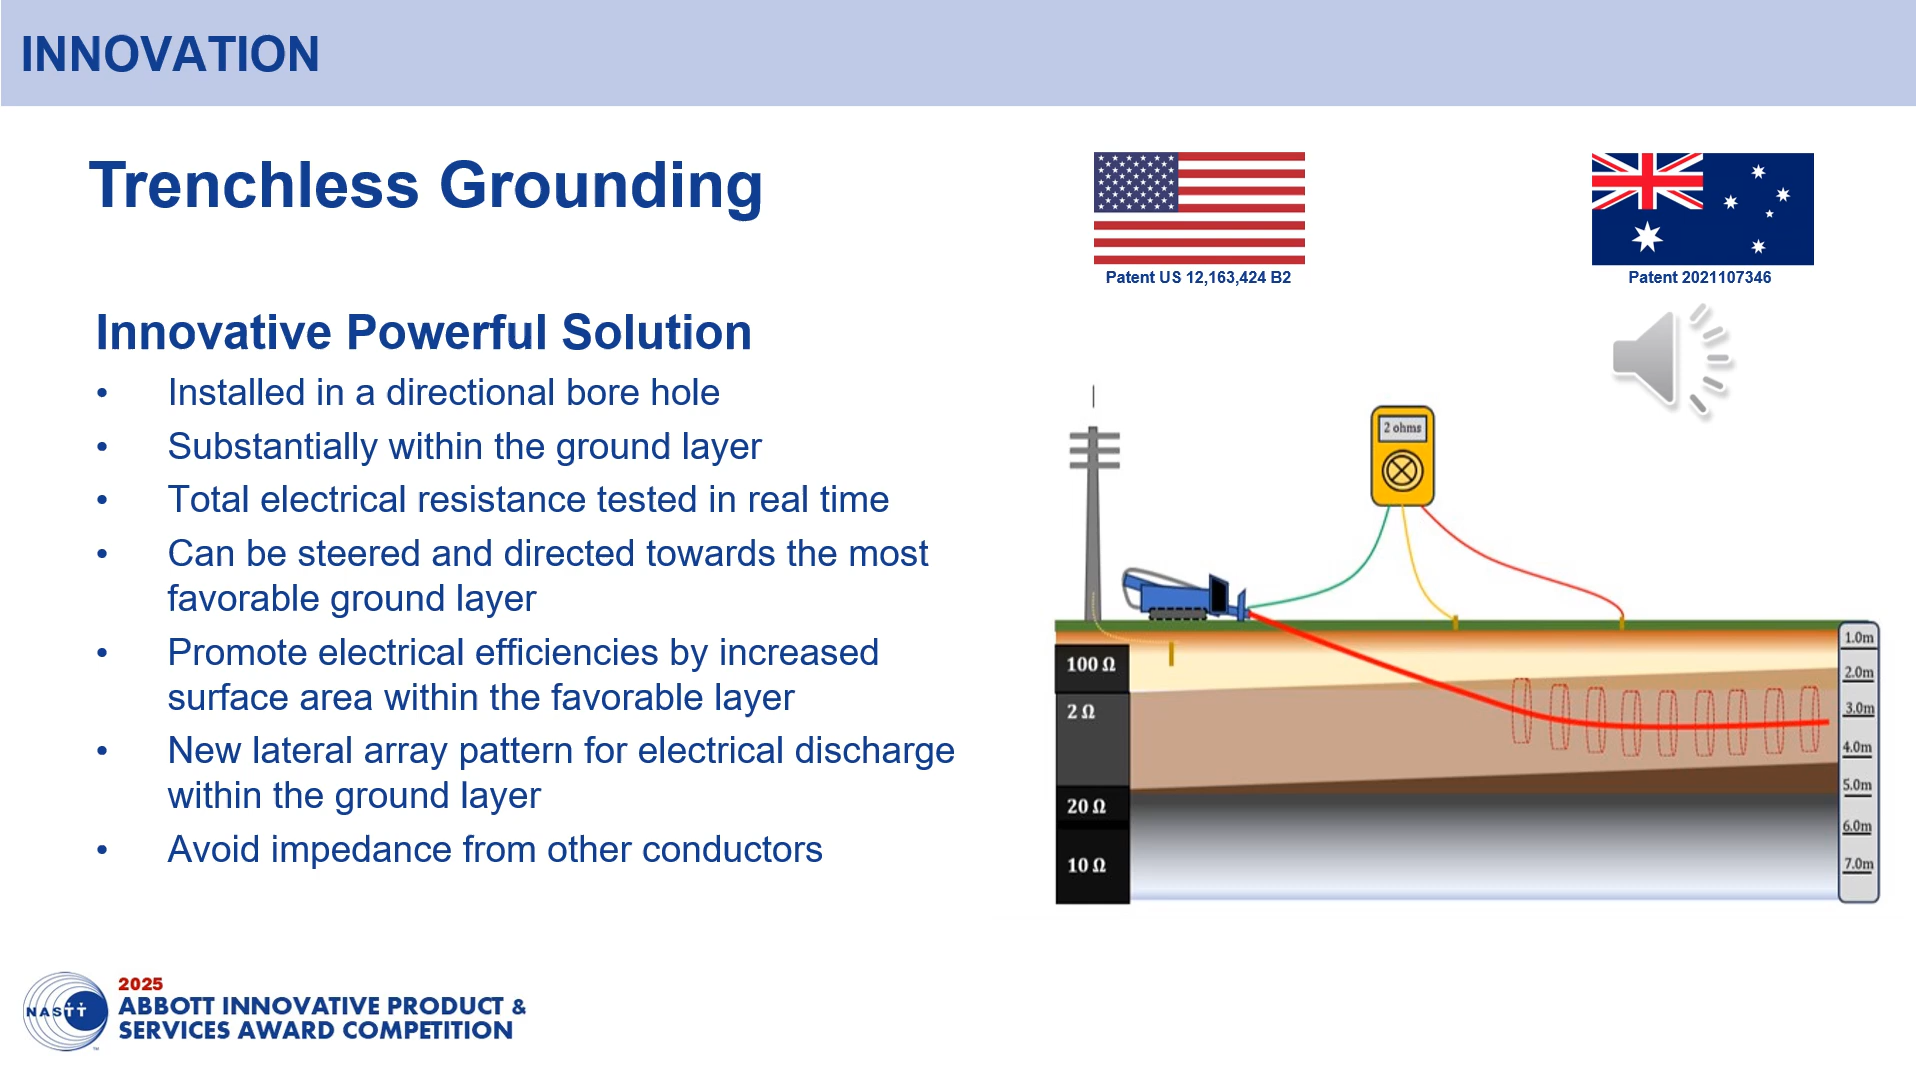 INNOVATION
Trenchless Grounding
Patent US 12,163,424 B2
Patent 2021107346
Innovative Powerful Solution
• Installed in a directional bore hole
• Substantially within the ground layer
• Total electrical resistance tested in real time
• Can be steered and directed towards the most
favorable ground layer
• Promote electrical efficiencies by increased
surface area within the favorable layer
• New lateral array pattern for electrical discharge
within the ground layer
• Avoid impedance from other conductors
2 ohms
100 Ω
2 Ω
20 Ω
10 Ω
1.0m
2.0m
3.0m
4.0m
5.0m
6.0m
7.0m
NASTT
™
2025
ABBOTT INNOVATIVE PRODUCT &
SERVICES AWARD COMPETITION